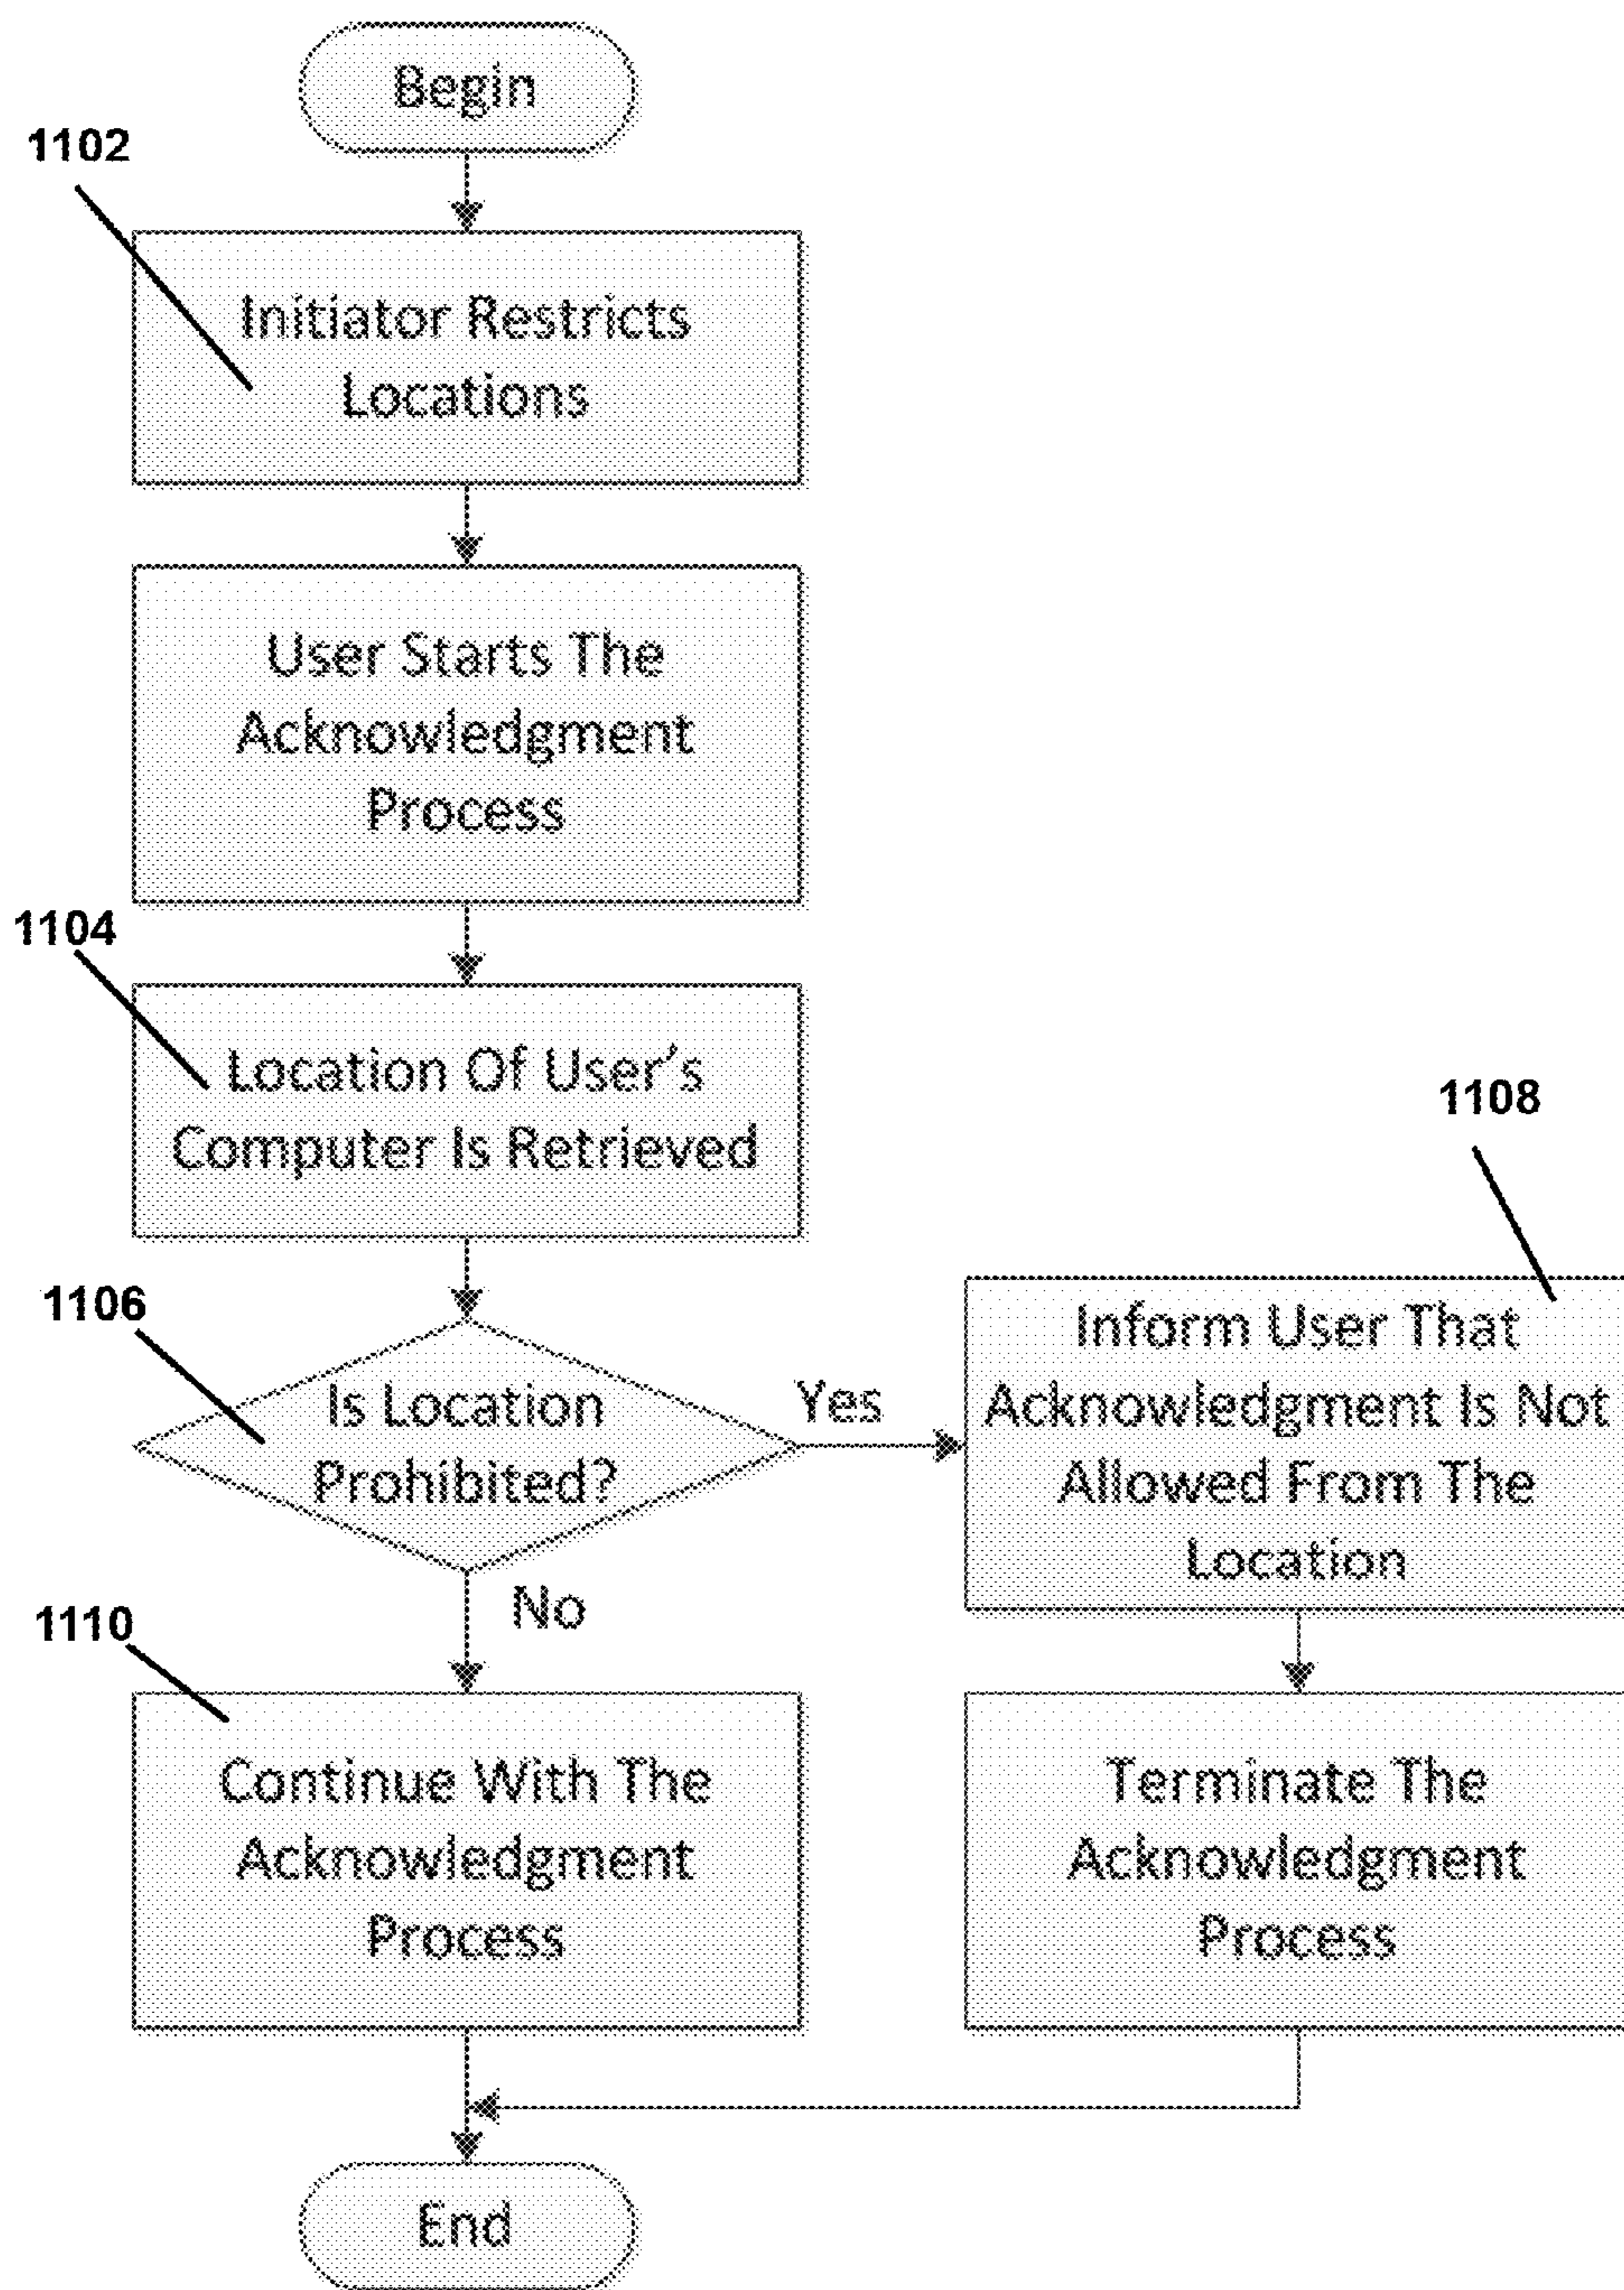 Begin
1102
Initiator Restricts
Locations
User Starts The
Acknowledgment
Process
1104
Location Of User's
Computer Is Retrieved
1106
Is Location
Prohibited?
Yes
1108
Inform User That
Acknowledgment Is Not
Allowed From The
Location
No
1110
Continue With The
Acknowledgment
Process
Terminate The
Acknowledgment
Process
End